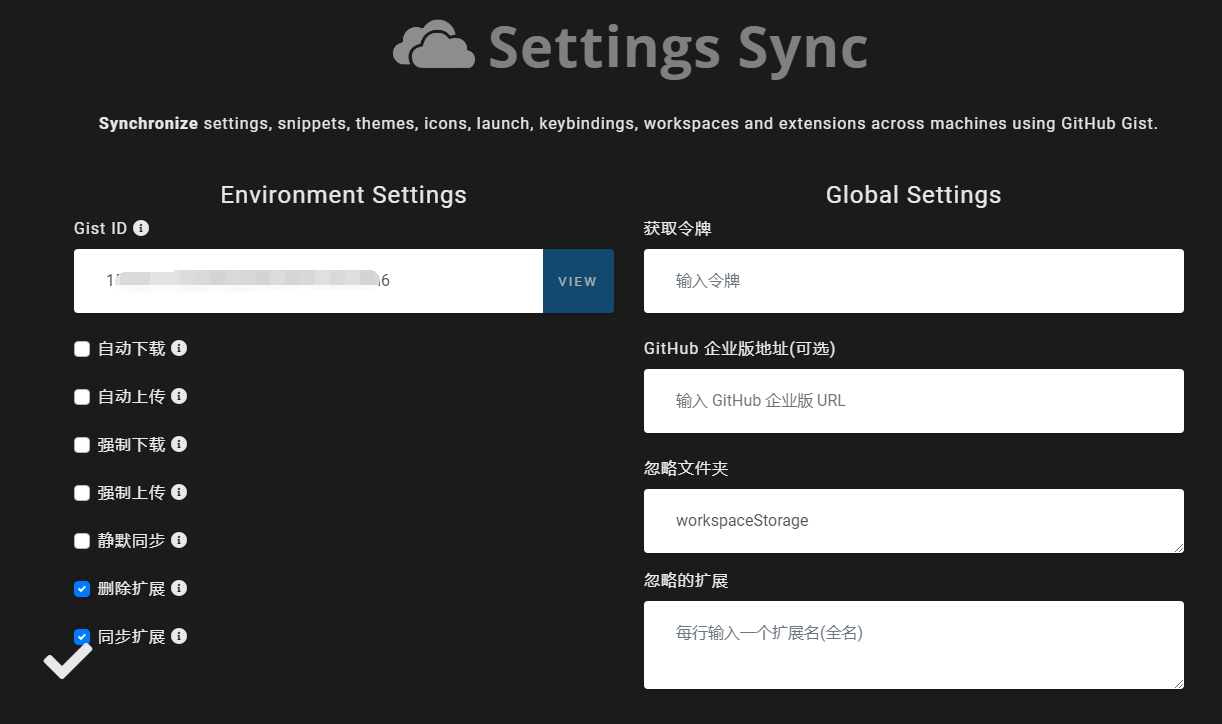 Settings Sync
Synchronize settings, snippets, themes, icons, launch, keybindings, workspaces and extensions across machines using GitHub Gist.
Environment Settings
Gist ID
VIEW
自动下载
自动上传
强制下载
强制上传
静默同步
删除扩展
同步扩展
Global Settings
获取令牌
输入令牌
GitHub 企业版地址(可选)
输入 GitHub 企业版 URL
忽略文件夹
workspaceStorage
忽略的扩展
每行输入一个扩展名(全名)